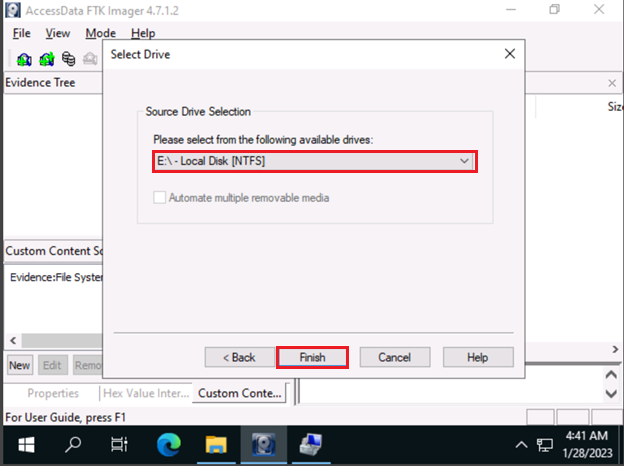 AccessData FTK Imager 4.7.1.2
File View Mode Help
Select Drive
Evidence Tree
Siz
Source Drive Selection
Please select from the following available drives:
E:\ - Local Disk [NTFS]
Automate multiple removable media
Custom Content So
Evidence:File System
< Back Finish Cancel Help
New Edit Remo
Properties Hex Value Inter... Custom Conte...
For User Guide, press F1
4:41 AM
1/28/2023